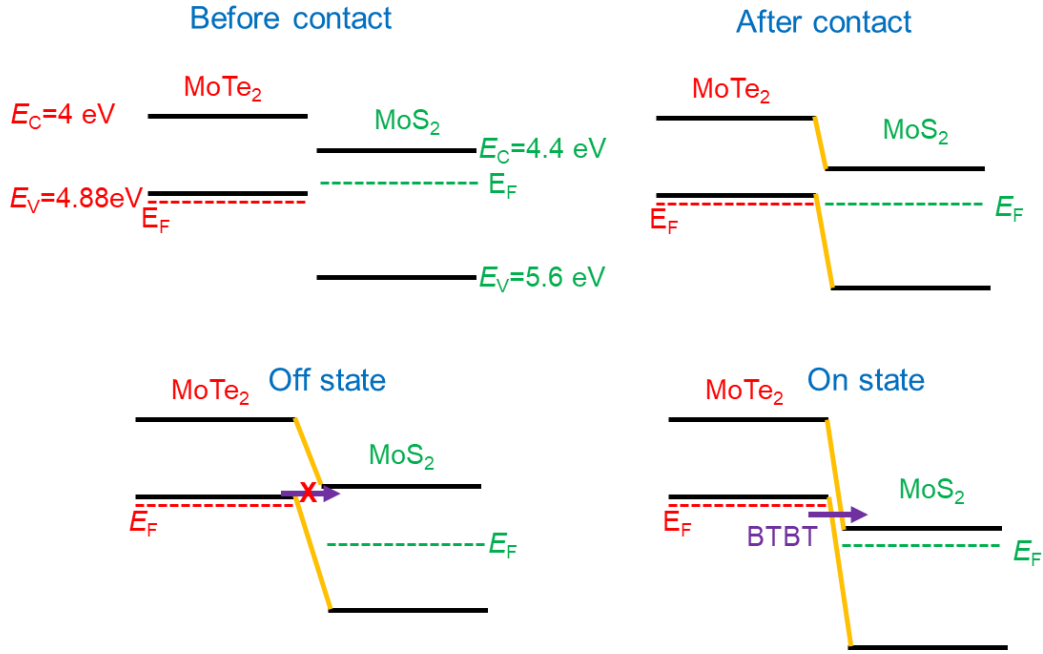 Before contact
After contact
MoTe2
EC=4 eV
MoS2
EC=4.4 eV
EF
EV=4.88eV
EF
EV=5.6 eV
MoTe2
MoS2
EF
EF
Off state
MoTe2
MoS2
X
EF
EF
On state
MoTe2
MoS2
EF
BTBT
EF